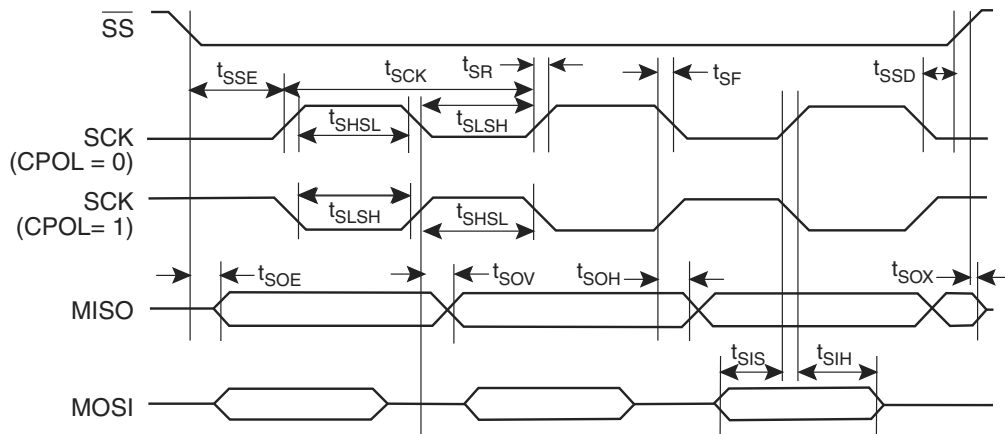 SS
tSSE
tSCK
tSR
tSF
tSSD
tSHSL
tSLSH
SCK
(CPOL = 0)
SCK
(CPOL= 1)
tSLSH
tSHSL
tSOE
tSOV
tSOH
tSOX
MISO
tSIS
tSIH
MOSI